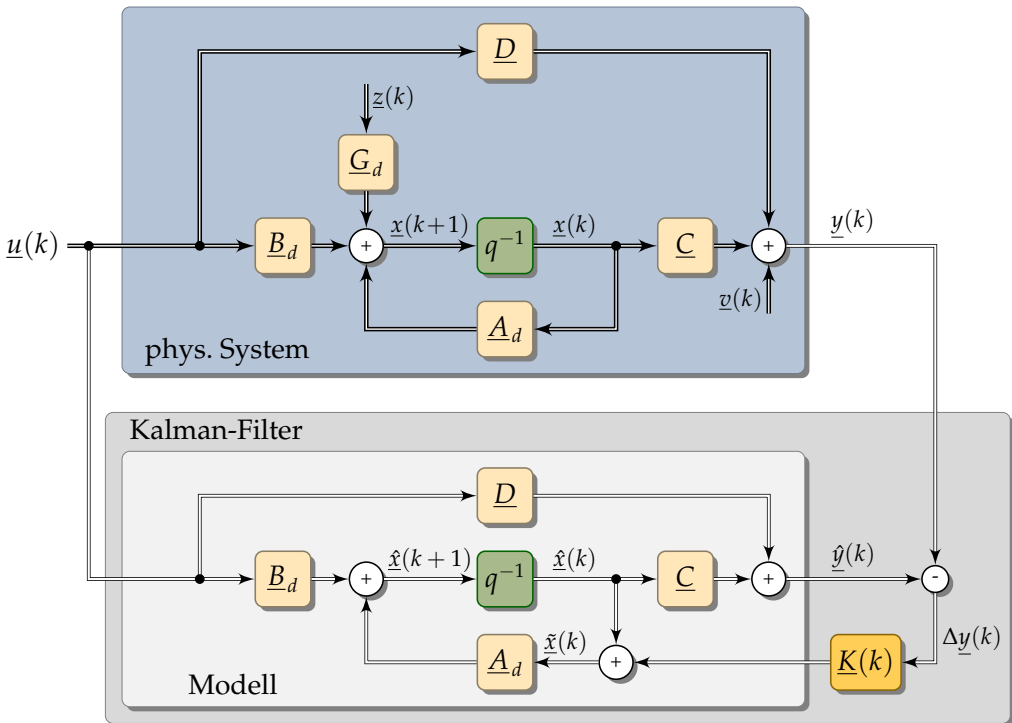 D
z(k)
G_d
u(k)
B_d
+
x(k+1)
q⁻¹
x(k)
C
+
y(k)
v(k)
A_d
phys. System
Kalman-Filter
D
B_d
+
x̂(k+1)
q⁻¹
x̂(k)
C
+
ŷ(k)
-
A_d
x̃(k)
+
K(k)
Δy(k)
Modell